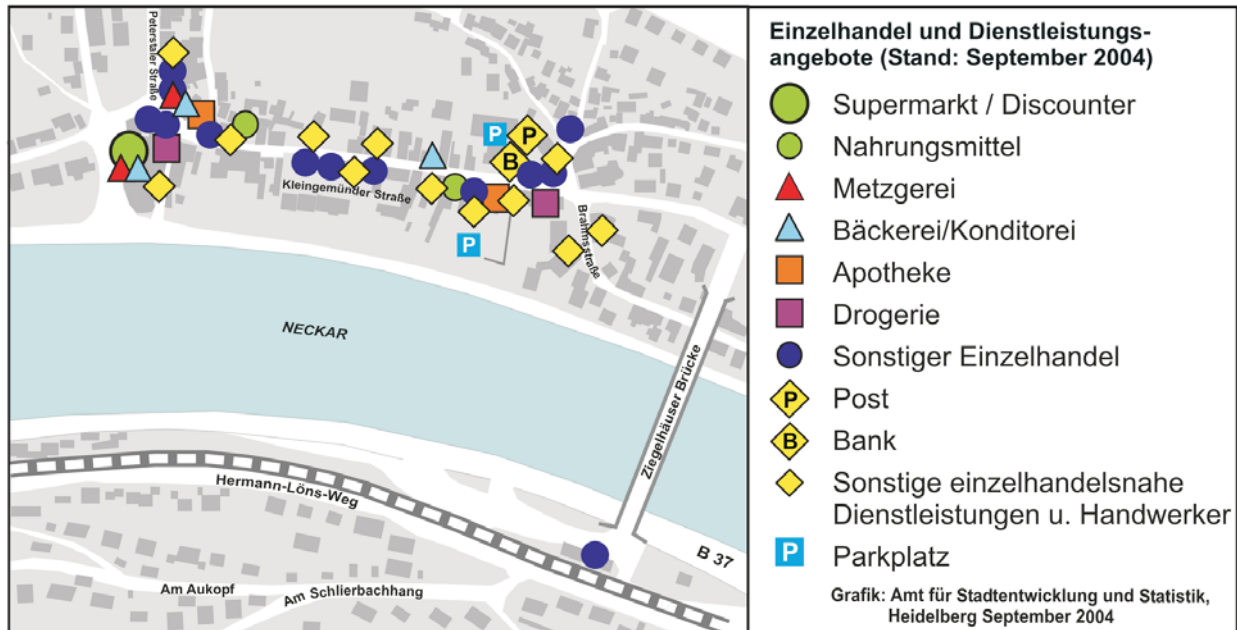 Peterstaler Straße
Kleingemünder Straße
Brahmsstraße
P
P
B
P
NECKAR
Ziegelhäuser Brücke
Hermann-Löns-Weg
B 37
Am Aukopf
Am Schlierbachhang
Einzelhandel und Dienstleistungs-
angebote (Stand: September 2004)
Supermarkt / Discounter
Nahrungsmittel
Metzgerei
Bäckerei/Konditorei
Apotheke
Drogerie
Sonstiger Einzelhandel
P Post
B Bank
Sonstige einzelhandelsnahe
Dienstleistungen u. Handwerker
P Parkplatz
Grafik: Amt für Stadtentwicklung und Statistik,
Heidelberg September 2004